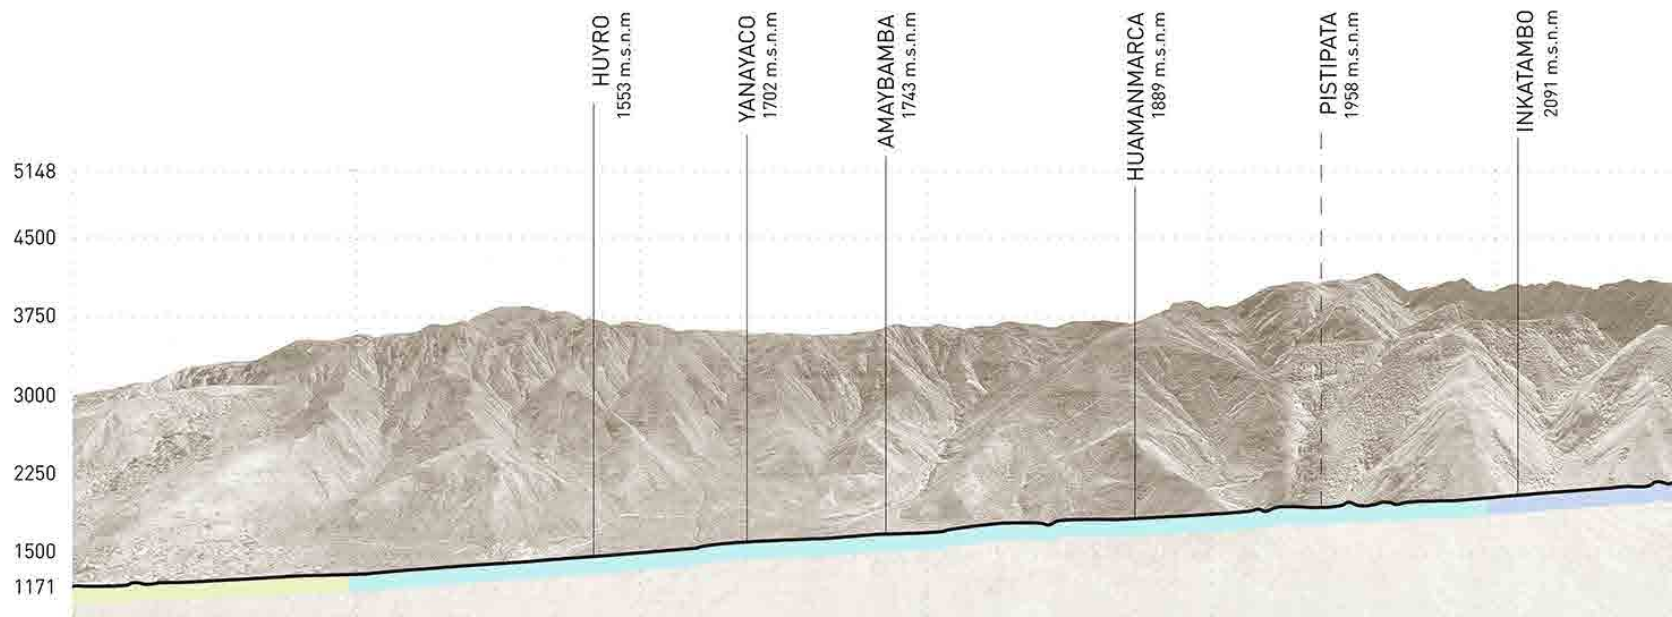 HUYRO
1553 m.s.n.m
YANAYACO
1702 m.s.n.m
AMAYBAMBA
1743 m.s.n.m
HUAMANMARCA
1889 m.s.n.m
PISTIPATA
1958 m.s.n.m
INKATAMBO
2091 m.s.n.m
5148
4500
3750
3000
2250
1500
1171